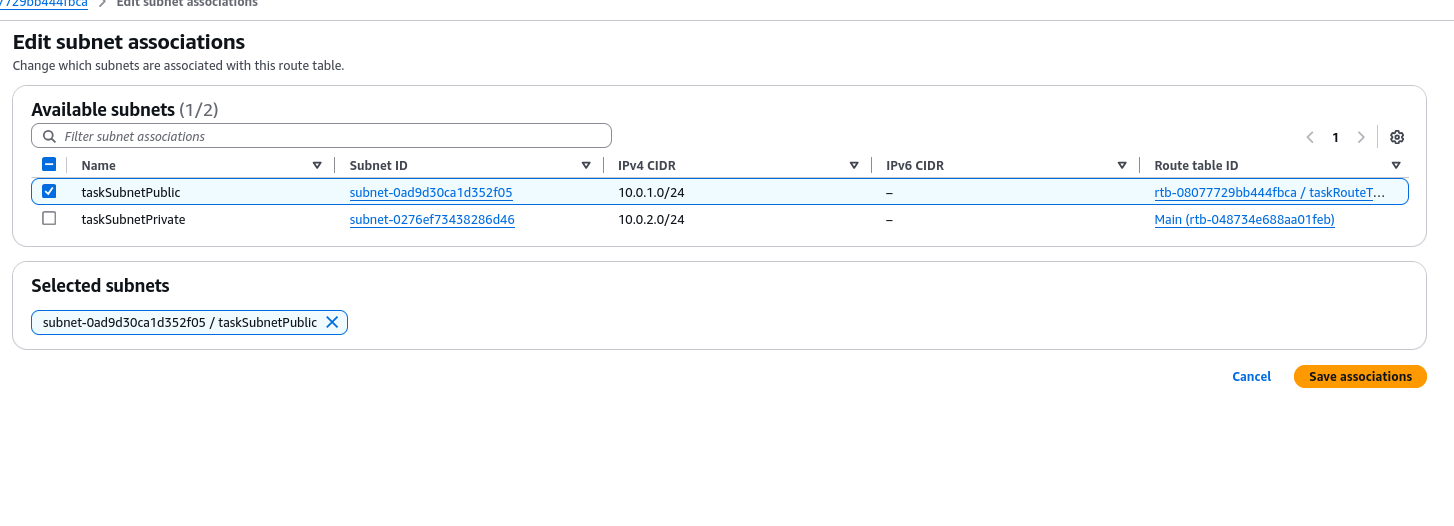 7729bb444fbca > Edit subnet associations
Edit subnet associations
Change which subnets are associated with this route table.
Available subnets (1/2)
Filter subnet associations
1
Name Subnet ID IPv4 CIDR IPv6 CIDR Route table ID
taskSubnetPublic subnet-0ad9d30ca1d352f05 10.0.1.0/24 – rtb-08077729bb444fbca / taskRouteT...
taskSubnetPrivate subnet-0276ef73438286d46 10.0.2.0/24 – Main (rtb-048734e688aa01feb)
Selected subnets
subnet-0ad9d30ca1d352f05 / taskSubnetPublic
Cancel Save associations